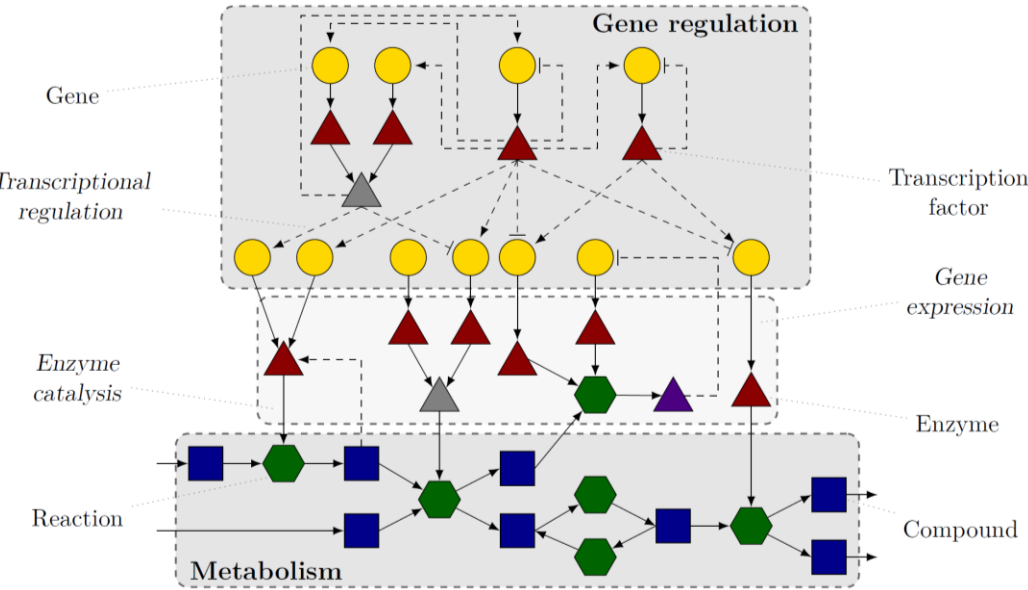 Gene regulation
Gene
Transcriptional
regulation
Transcription
factor
Gene
expression
Enzyme
catalysis
Enzyme
Reaction
Compound
Metabolism